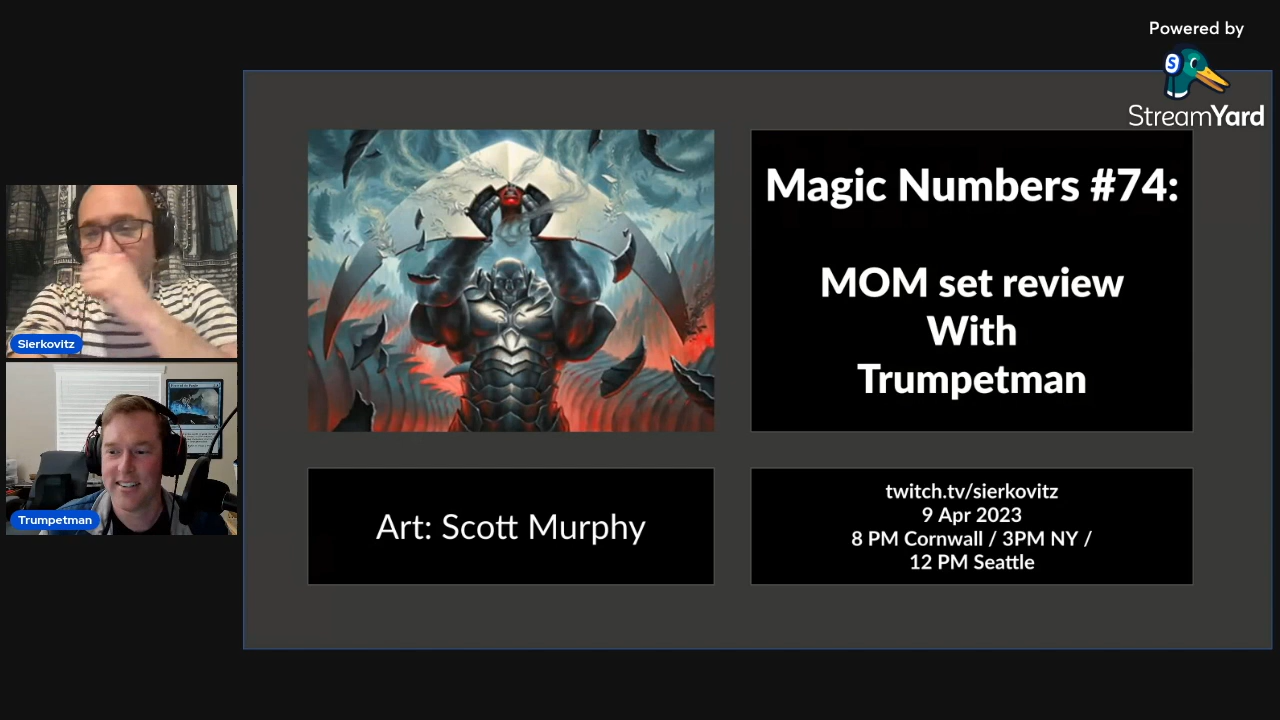 Powered by
StreamYard
Magic Numbers #74:
MOM set review
With
Trumpetman
Sierkovitz
Trumpetman
Art: Scott Murphy
twitch.tv/sierkovitz
9 Apr 2023
8 PM Cornwall / 3PM NY /
12 PM Seattle